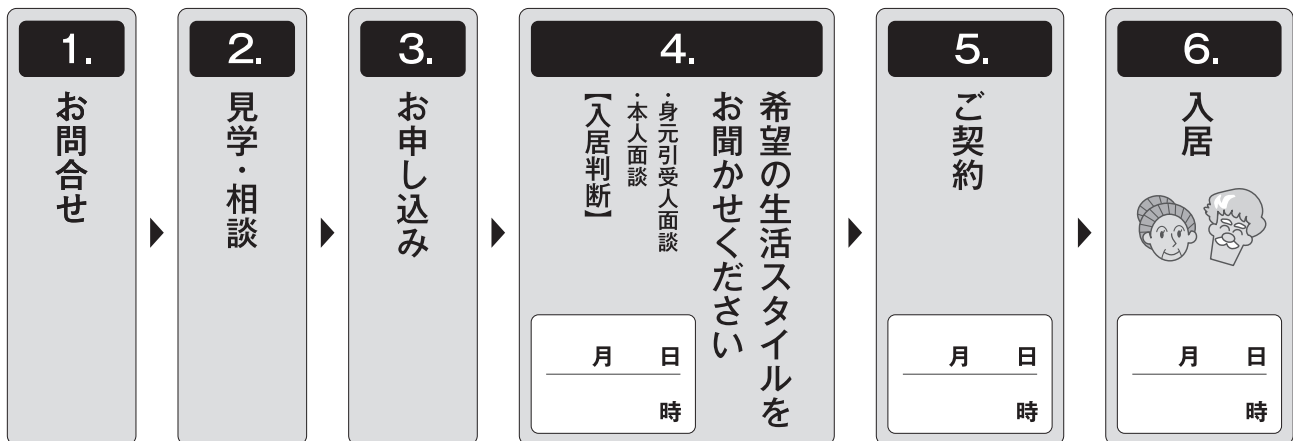 1.
お問合せ
2.
見学・相談
3.
お申し込み
4.
希望の生活スタイルを
お聞かせください
・身元引受人面談
・本人面談
【入居判断】
月 日
時
5.
ご契約
月 日
時
6.
入居
月 日
時